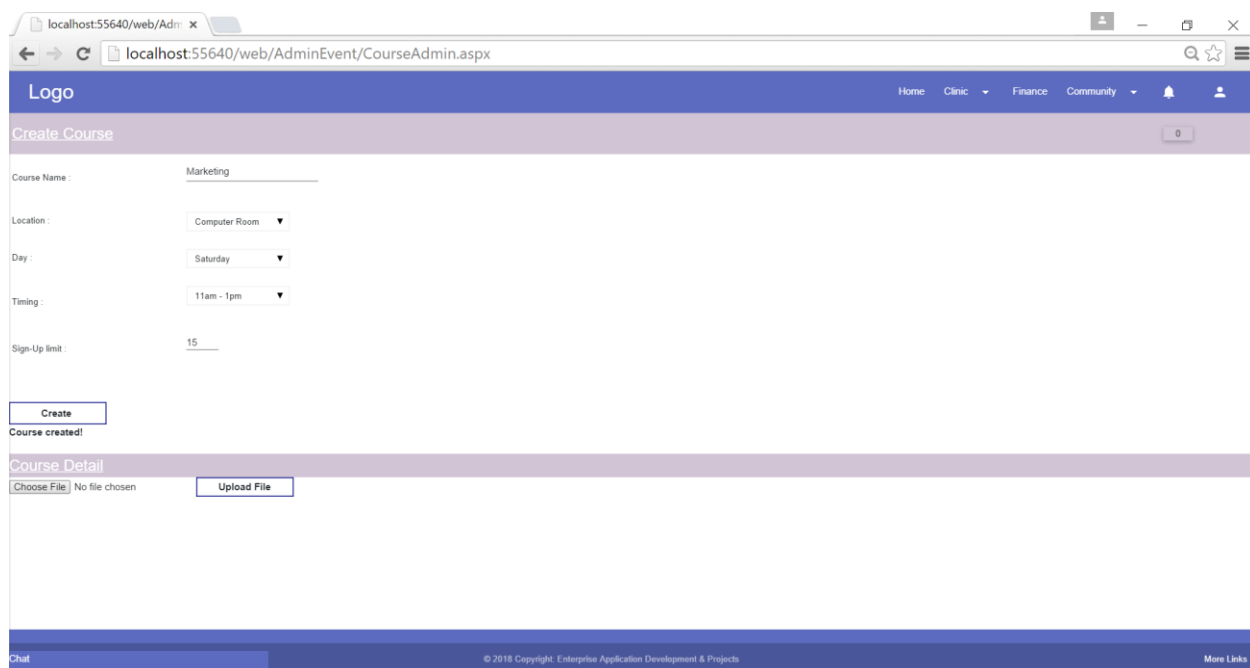 localhost:55640/web/Adm
localhost:55640/web/AdminEvent/CourseAdmin.aspx
Logo Home Clinic Finance Community
Create Course 0
Course Name : Marketing
Location : Computer Room
Day : Saturday
Timing : 11am - 1pm
Sign-Up limit : 15
Create
Course created!
Course Detail
Choose File No file chosen Upload File
Chat © 2018 Copyright: Enterprise Application Development & Projects More Links